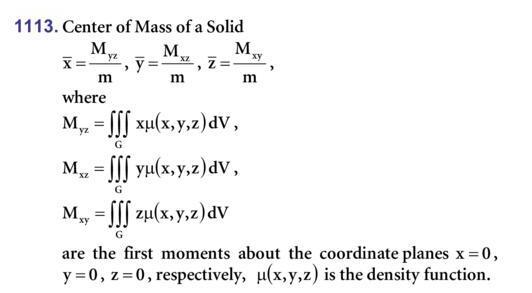 1113. Center of Mass of a Solid
x̄ = M_yz / m, ȳ = M_xz / m, z̄ = M_xy / m,
where
M_yz = ∭_G xμ(x,y,z)dV,
M_xz = ∭_G yμ(x,y,z)dV,
M_xy = ∭_G zμ(x,y,z)dV
are the first moments about the coordinate planes x = 0,
y = 0, z = 0, respectively, μ(x,y,z) is the density function.